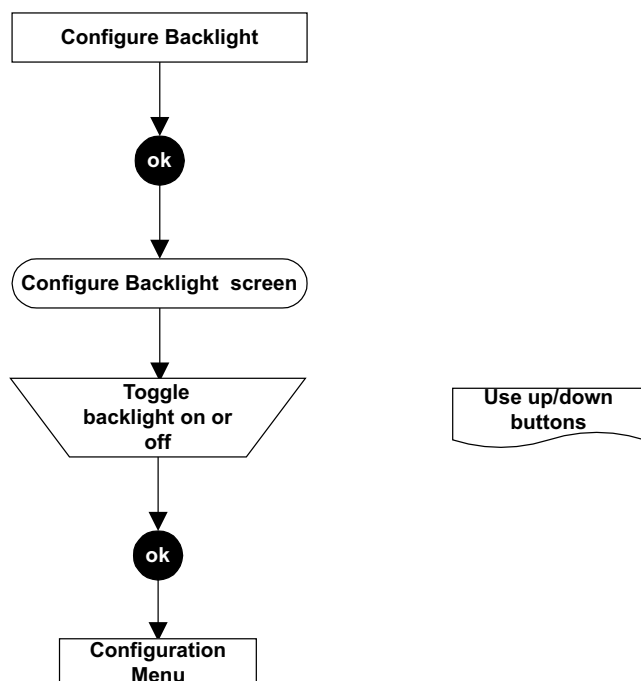 Configure Backlight
ok
Configure Backlight screen
Toggle
backlight on or
off
Use up/down
buttons
ok
Configuration
Menu